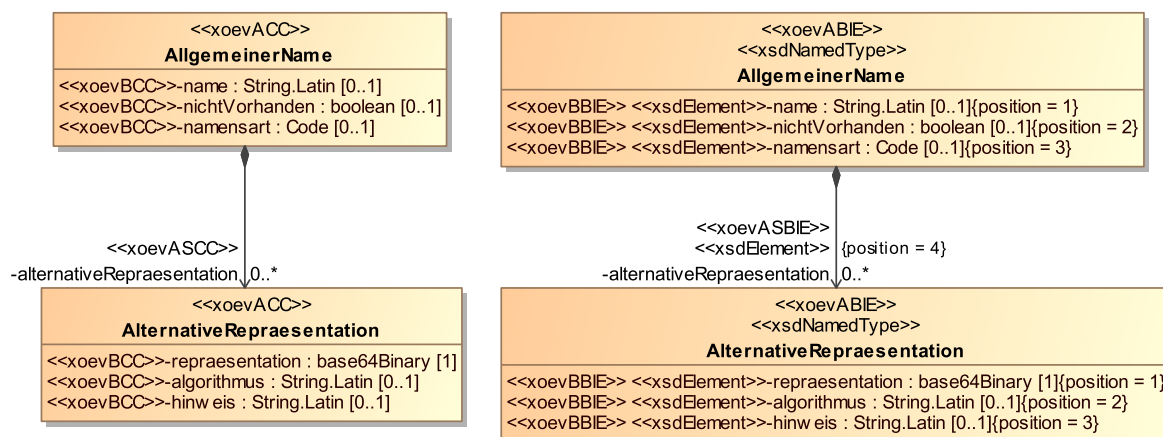 <<xoevACC>>
AllgemeinerName
<<xoevBCC>>-name : String.Latin [0..1]
<<xoevBCC>>-nichtVorhanden : boolean [0..1]
<<xoevBCC>>-namensart : Code [0..1]
<<xoevASCC>>
-alternativeRepraesentation 0..*
<<xoevACC>>
AlternativeRepraesentation
<<xoevBCC>>-repraesentation : base64Binary [1]
<<xoevBCC>>-algorithmus : String.Latin [0..1]
<<xoevBCC>>-hinweis : String.Latin [0..1]
<<xoevABIE>>
<<xsdNamedType>>
AllgemeinerName
<<xoevBBIE>> <<xsdElement>>-name : String.Latin [0..1]{position = 1}
<<xoevBBIE>> <<xsdElement>>-nichtVorhanden : boolean [0..1]{position = 2}
<<xoevBBIE>> <<xsdElement>>-namensart : Code [0..1]{position = 3}
<<xoevASBIE>>
<<xsdElement>> {position = 4}
-alternativeRepraesentation 0..*
<<xoevABIE>>
<<xsdNamedType>>
AlternativeRepraesentation
<<xoevBBIE>> <<xsdElement>>-repraesentation : base64Binary [1]{position = 1}
<<xoevBBIE>> <<xsdElement>>-algorithmus : String.Latin [0..1]{position = 2}
<<xoevBBIE>> <<xsdElement>>-hinweis : String.Latin [0..1]{position = 3}